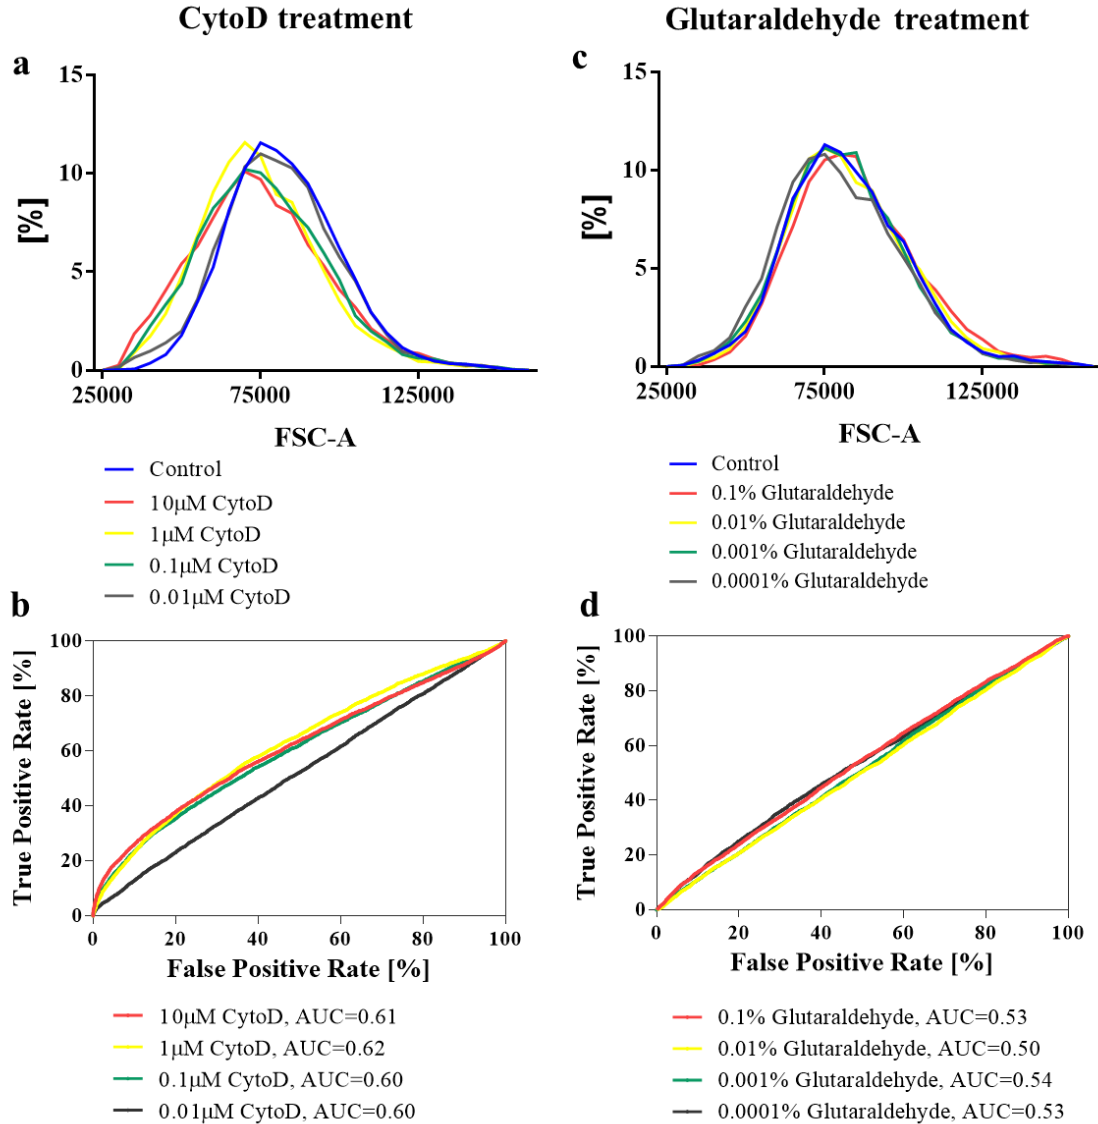 CytoD treatment
Glutaraldehyde treatment
a
15
10
5
0
[%]
25000 75000 125000
FSC-A
Control
10μM CytoD
1μM CytoD
0.1μM CytoD
0.01μM CytoD
c
15
10
5
0
[%]
25000 75000 125000
FSC-A
Control
0.1% Glutaraldehyde
0.01% Glutaraldehyde
0.001% Glutaraldehyde
0.0001% Glutaraldehyde
b
100
80
60
40
20
0
True Positive Rate [%]
0 20 40 60 80 100
False Positive Rate [%]
10μM CytoD, AUC=0.61
1μM CytoD, AUC=0.62
0.1μM CytoD, AUC=0.60
0.01μM CytoD, AUC=0.60
d
100
80
60
40
20
0
True Positive Rate [%]
0 20 40 60 80 100
False Positive Rate [%]
0.1% Glutaraldehyde, AUC=0.53
0.01% Glutaraldehyde, AUC=0.50
0.001% Glutaraldehyde, AUC=0.54
0.0001% Glutaraldehyde, AUC=0.53